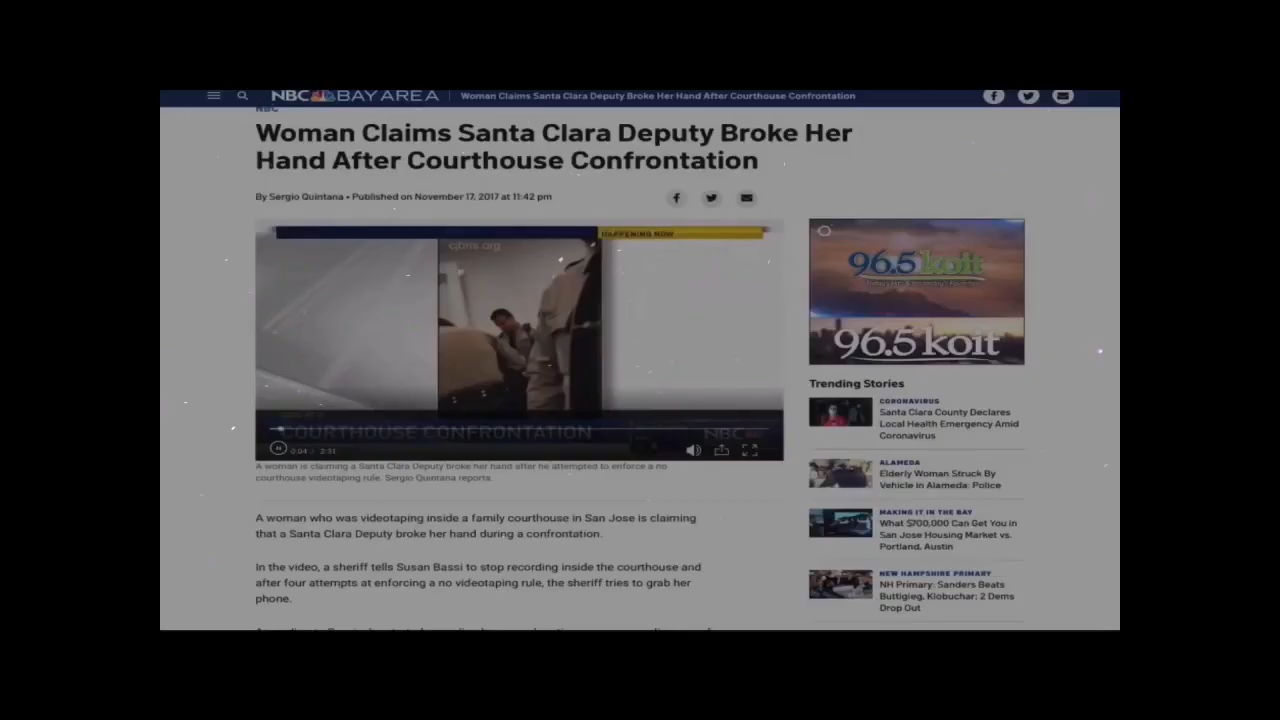 NBC BAY AREA
Woman Claims Santa Clara Deputy Broke Her Hand After Courthouse Confrontation
NBC
Woman Claims Santa Clara Deputy Broke Her
Hand After Courthouse Confrontation
By Sergio Quintana • Published on November 17, 2017 at 11:42 pm
HAPPENING NOW
cjbns.org
COURTHOUSE CONFRONTATION
NBC
0:04 / 2:31
A woman is claiming a Santa Clara Deputy broke her hand after he attempted to enforce a no
courthouse videotaping rule. Sergio Quintana reports.
A woman who was videotaping inside a family courthouse in San Jose is claiming
that a Santa Clara Deputy broke her hand during a confrontation.
In the video, a sheriff tells Susan Bassi to stop recording inside the courthouse and
after four attempts at enforcing a no videotaping rule, the sheriff tries to grab her
phone.
96.5 koit
96.5 koit
Trending Stories
CORONAVIRUS
Santa Clara County Declares
Local Health Emergency Amid
Coronavirus
ALAMEDA
Elderly Woman Struck By
Vehicle in Alameda: Police
MAKING IT IN THE BAY
What $700,000 Can Get You in
San Jose Housing Market vs.
Portland, Austin
NEW HAMPSHIRE PRIMARY
NH Primary: Sanders Beats
Buttigieg, Klobuchar; 2 Dems
Drop Out